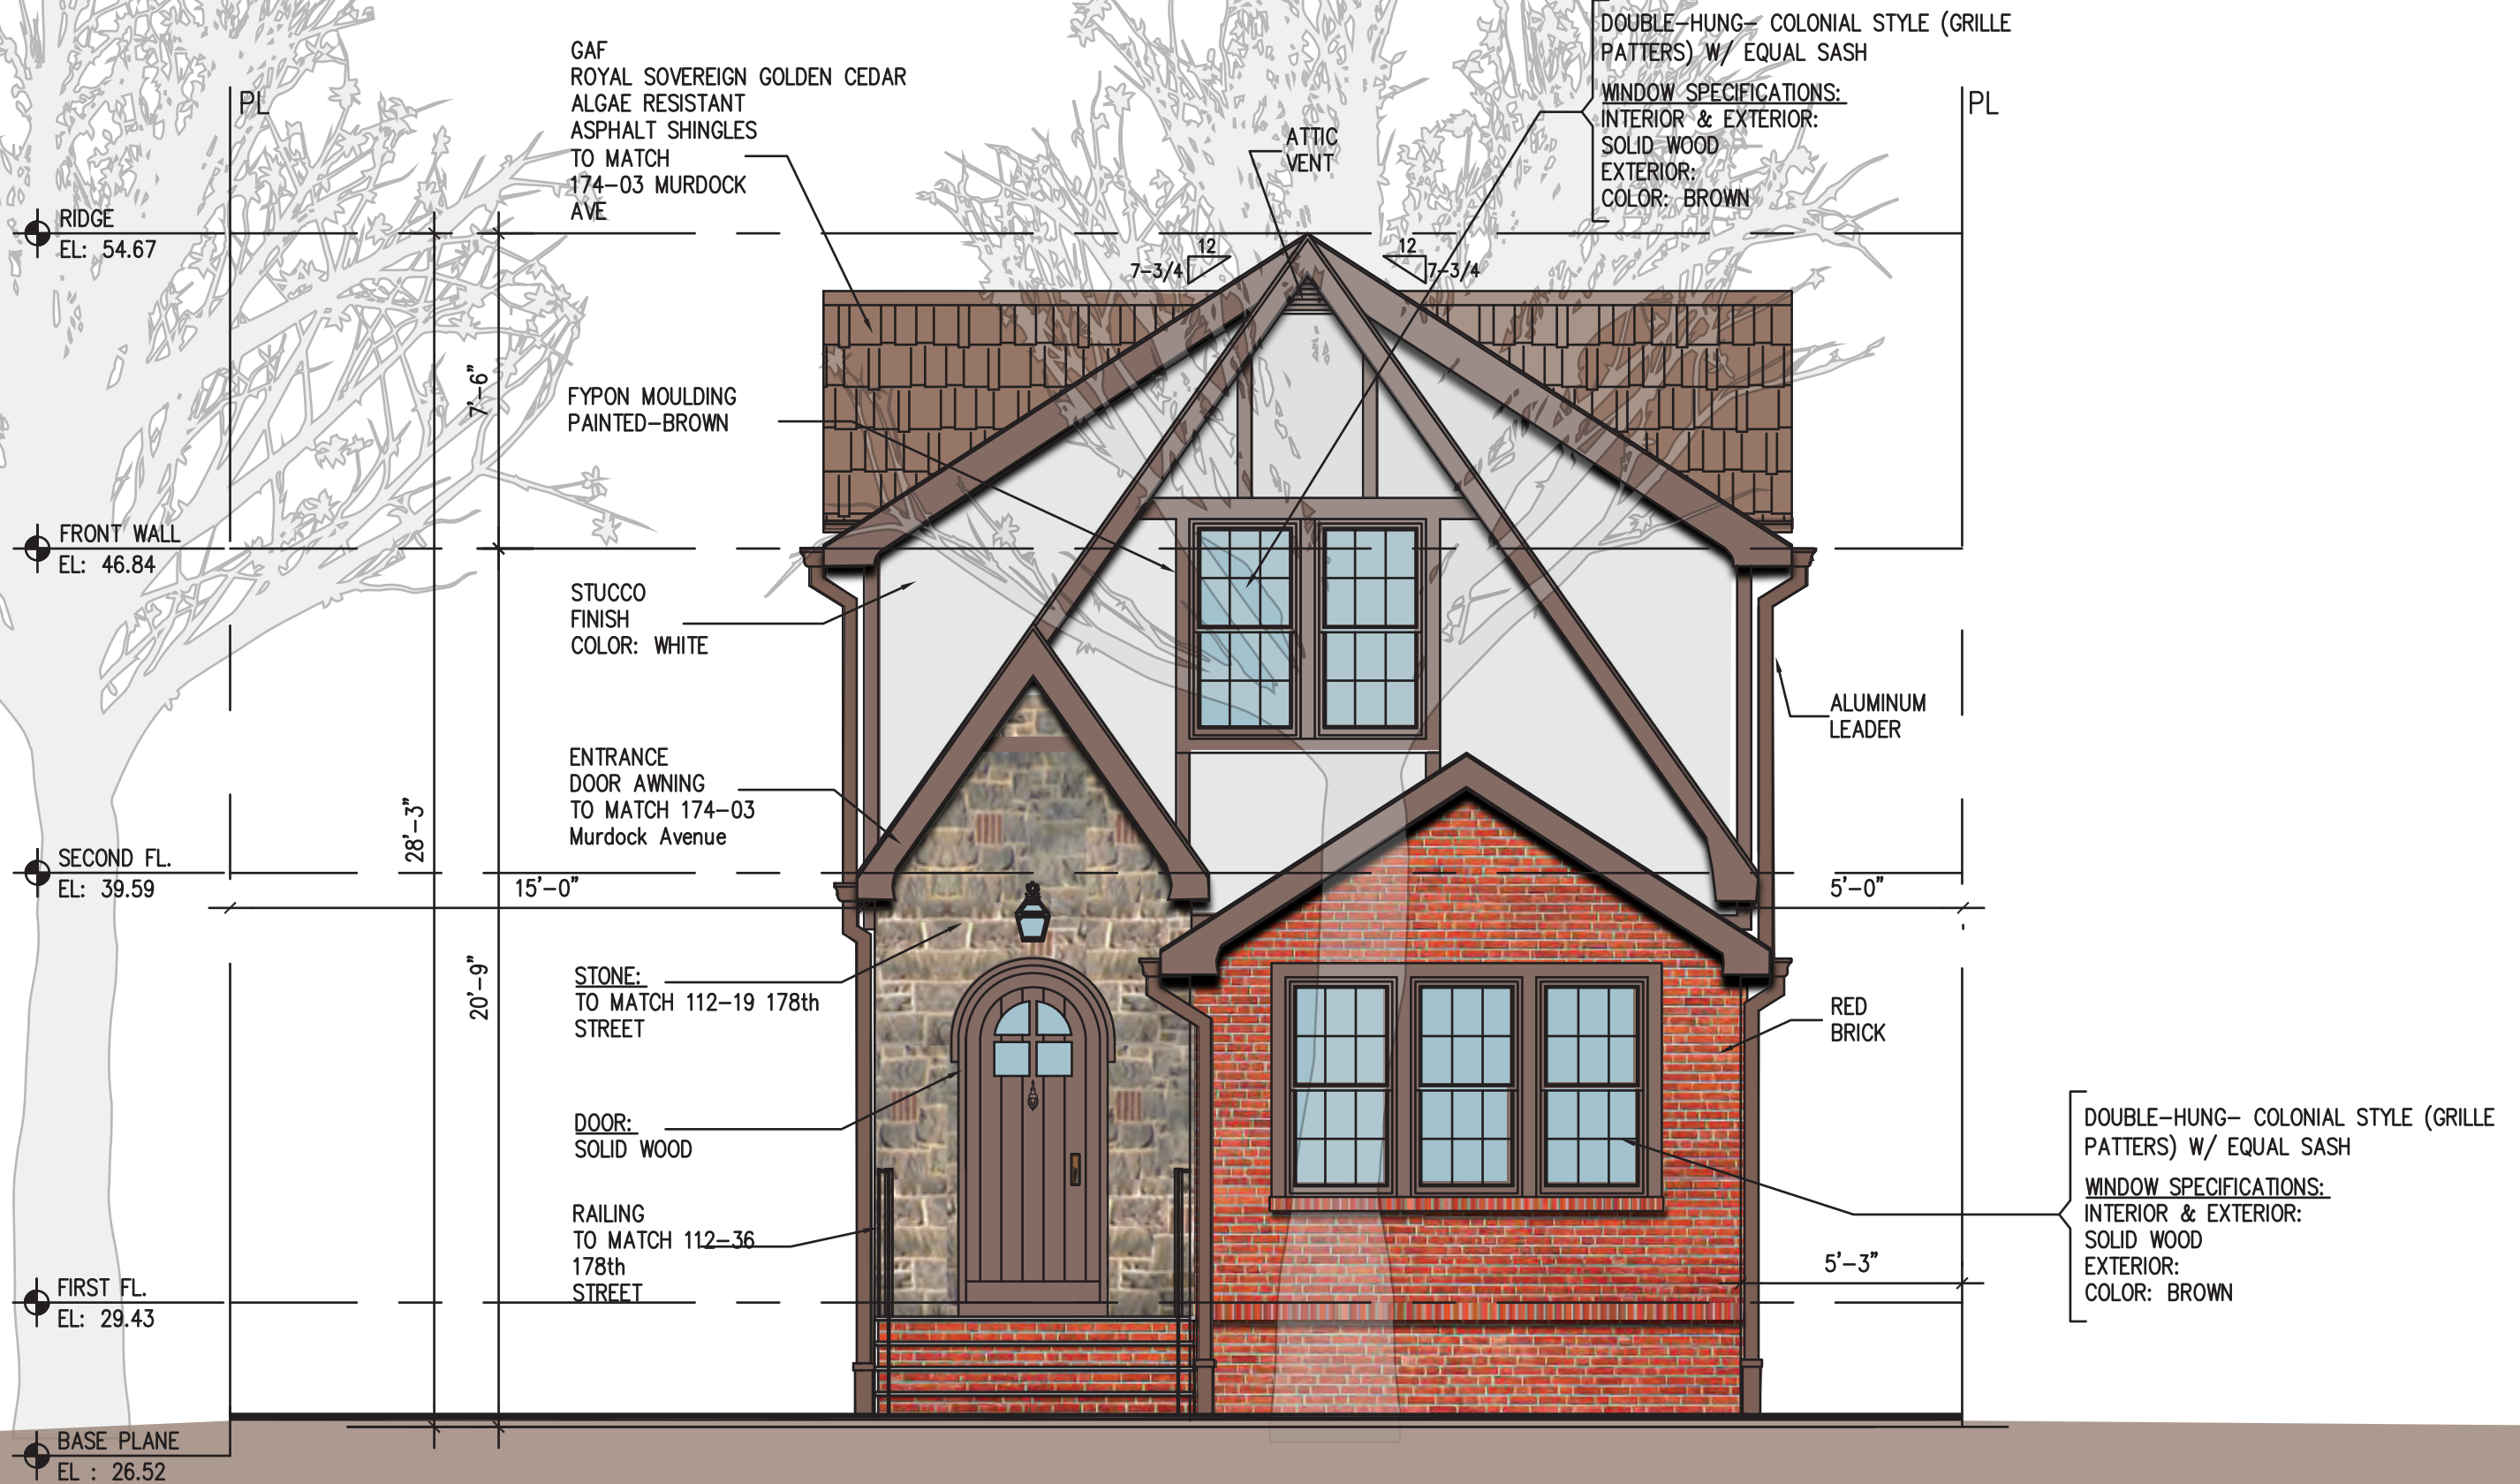 DOUBLE-HUNG- COLONIAL STYLE (GRILLE
PATTERS) W/ EQUAL SASH
WINDOW SPECIFICATIONS:
INTERIOR & EXTERIOR:
SOLID WOOD
EXTERIOR:
COLOR: BROWN
GAF
ROYAL SOVEREIGN GOLDEN CEDAR
ALGAE RESISTANT
ASPHALT SHINGLES
TO MATCH
174-03 MURDOCK
AVE
PL
PL
ATTIC
VENT
RIDGE
EL: 54.67
12
7-3/4
12
7-3/4
7'-6"
FYPON MOULDING
PAINTED-BROWN
FRONT WALL
EL: 46.84
STUCCO
FINISH
COLOR: WHITE
ALUMINUM
LEADER
ENTRANCE
DOOR AWNING
TO MATCH 174-03
Murdock Avenue
28'-3"
SECOND FL.
EL: 39.59
15'-0"
5'-0"
20'-9"
STONE:
TO MATCH 112-19 178th
STREET
RED
BRICK
DOOR:
SOLID WOOD
DOUBLE-HUNG- COLONIAL STYLE (GRILLE
PATTERS) W/ EQUAL SASH
WINDOW SPECIFICATIONS:
INTERIOR & EXTERIOR:
SOLID WOOD
EXTERIOR:
COLOR: BROWN
RAILING
TO MATCH 112-36
178th
STREET
5'-3"
FIRST FL.
EL: 29.43
BASE PLANE
EL : 26.52